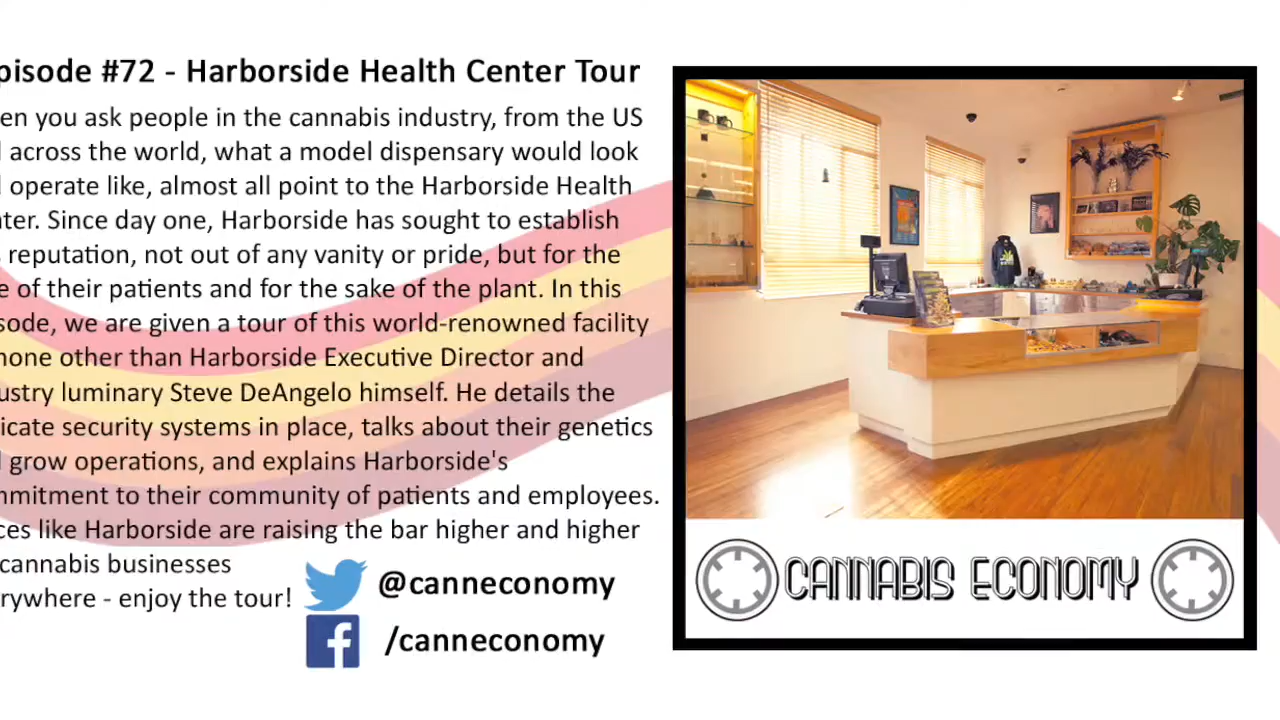 pisode #72 - Harborside Health Center Tour
en you ask people in the cannabis industry, from the US
across the world, what a model dispensary would look
operate like, almost all point to the Harborside Health
ter. Since day one, Harborside has sought to establish
reputation, not out of any vanity or pride, but for the
e of their patients and for the sake of the plant. In this
sode, we are given a tour of this world-renowned facility
none other than Harborside Executive Director and
ustry luminary Steve DeAngelo himself. He details the
icate security systems in place, talks about their genetics
grow operations, and explains Harborside's
mmitment to their community of patients and employees.
ces like Harborside are raising the bar higher and higher
cannabis businesses
rywhere - enjoy the tour!
@canneconomy
/canneconomy
CANNABIS ECONOMY